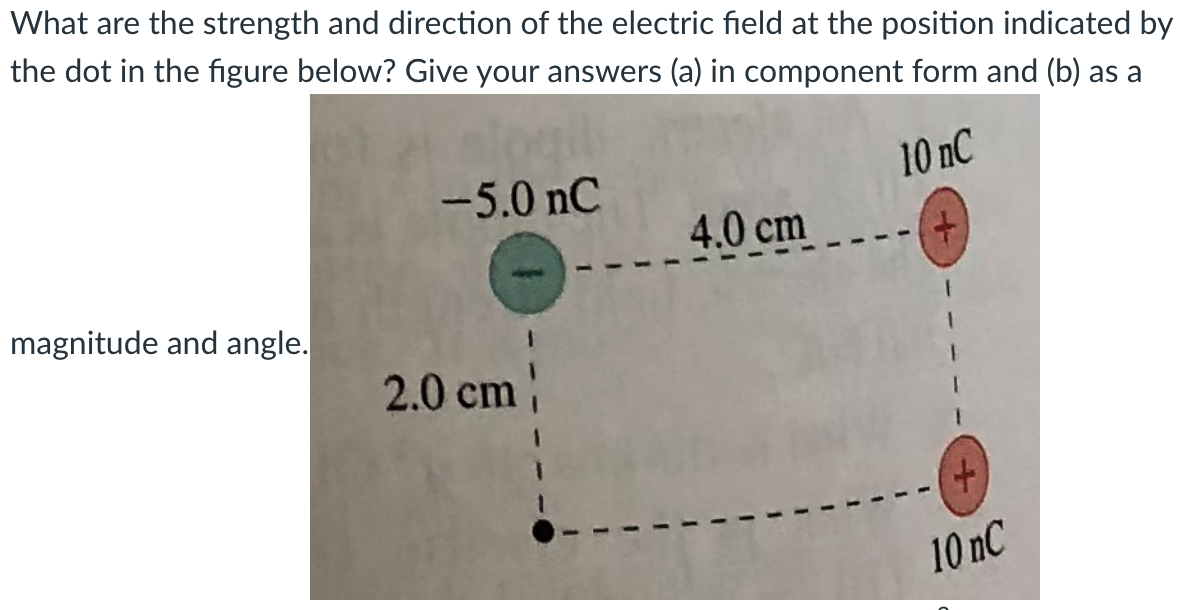 What are the strength and direction of the electric field at the position indicated by
the dot in the figure below? Give your answers (a) in component form and (b) as a
10 nC
−5.0 nC
4.0 cm
+
−
magnitude and angle.
2.0 cm
+
10 nC